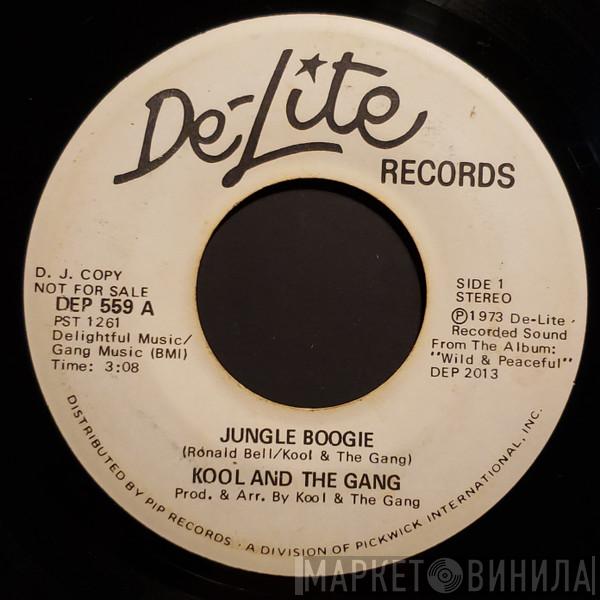 De-Lite
RECORDS
D. J. COPY
NOT FOR SALE
DEP 559 A
PST 1261
Delightful Music/
Gang Music (BMI)
Time: 3:08
SIDE 1
STEREO
Ⓟ1973 De-Lite
Recorded Sound
From The Album:
"Wild & Peaceful"
DEP 2013
JUNGLE BOOGIE
(Ronald Bell/Kool & The Gang)
KOOL AND THE GANG
Prod. & Arr. By Kool & The Gang
DISTRIBUTED BY PIP RECORDS · A DIVISION OF PICKWICK INTERNATIONAL, INC.
МАРКЕТ ВИНИЛА